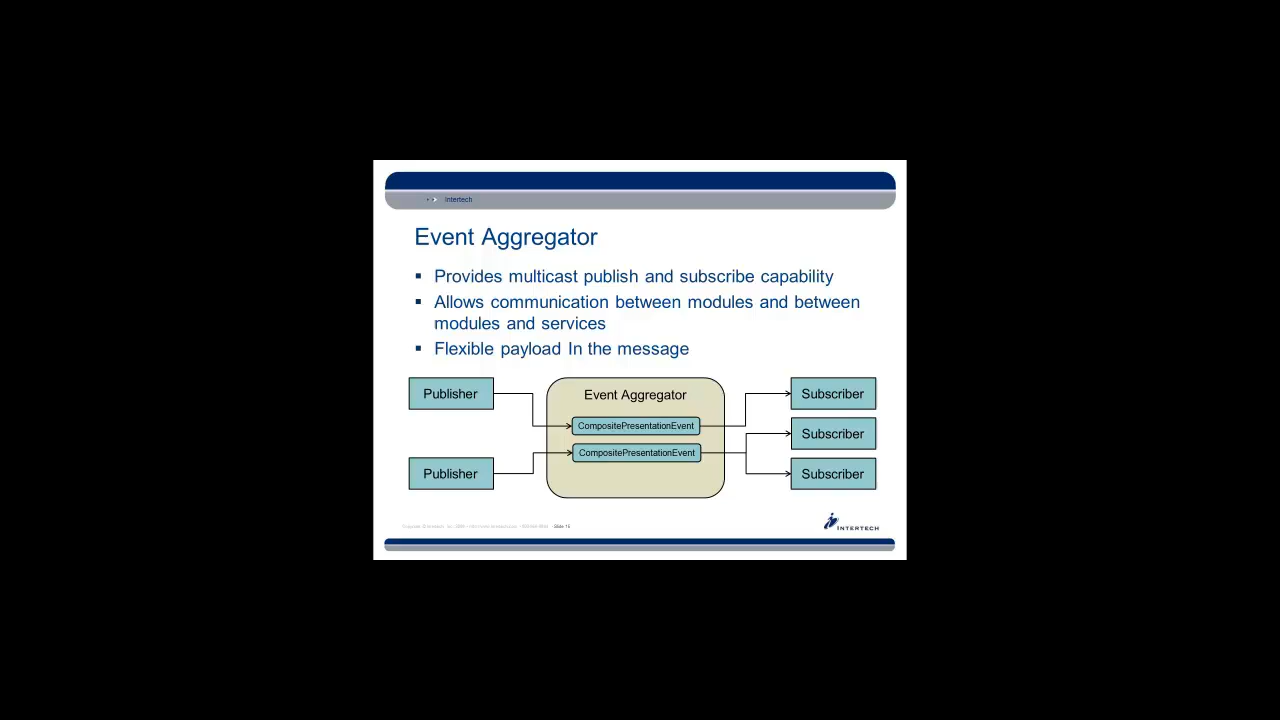 Intertech
Event Aggregator
▪ Provides multicast publish and subscribe capability
▪ Allows communication between modules and between
modules and services
▪ Flexible payload In the message
Publisher
Event Aggregator
Subscriber
CompositePresentationEvent
Subscriber
CompositePresentationEvent
Publisher
Subscriber
Slide
INTERTECH